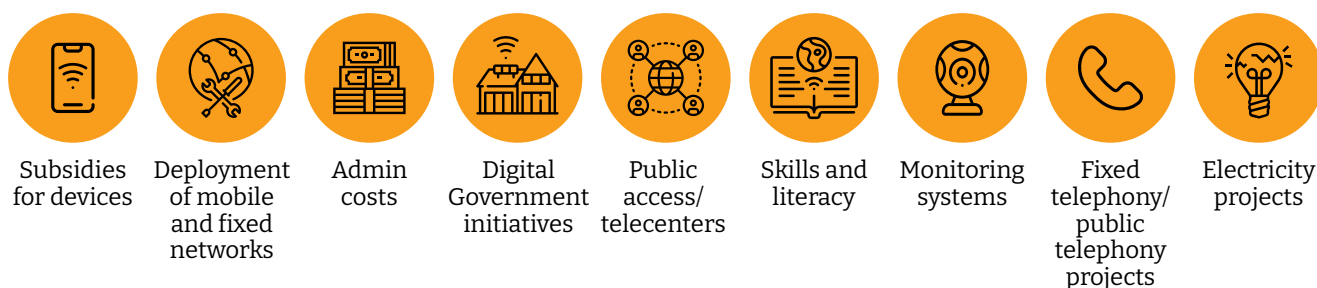 Subsidies
for devices
Deployment
of mobile
and fixed
networks
Admin
costs
Digital
Government
initiatives
Public
access/
telecenters
Skills and
literacy
Monitoring
systems
Fixed
telephony/
public
telephony
projects
Electricity
projects